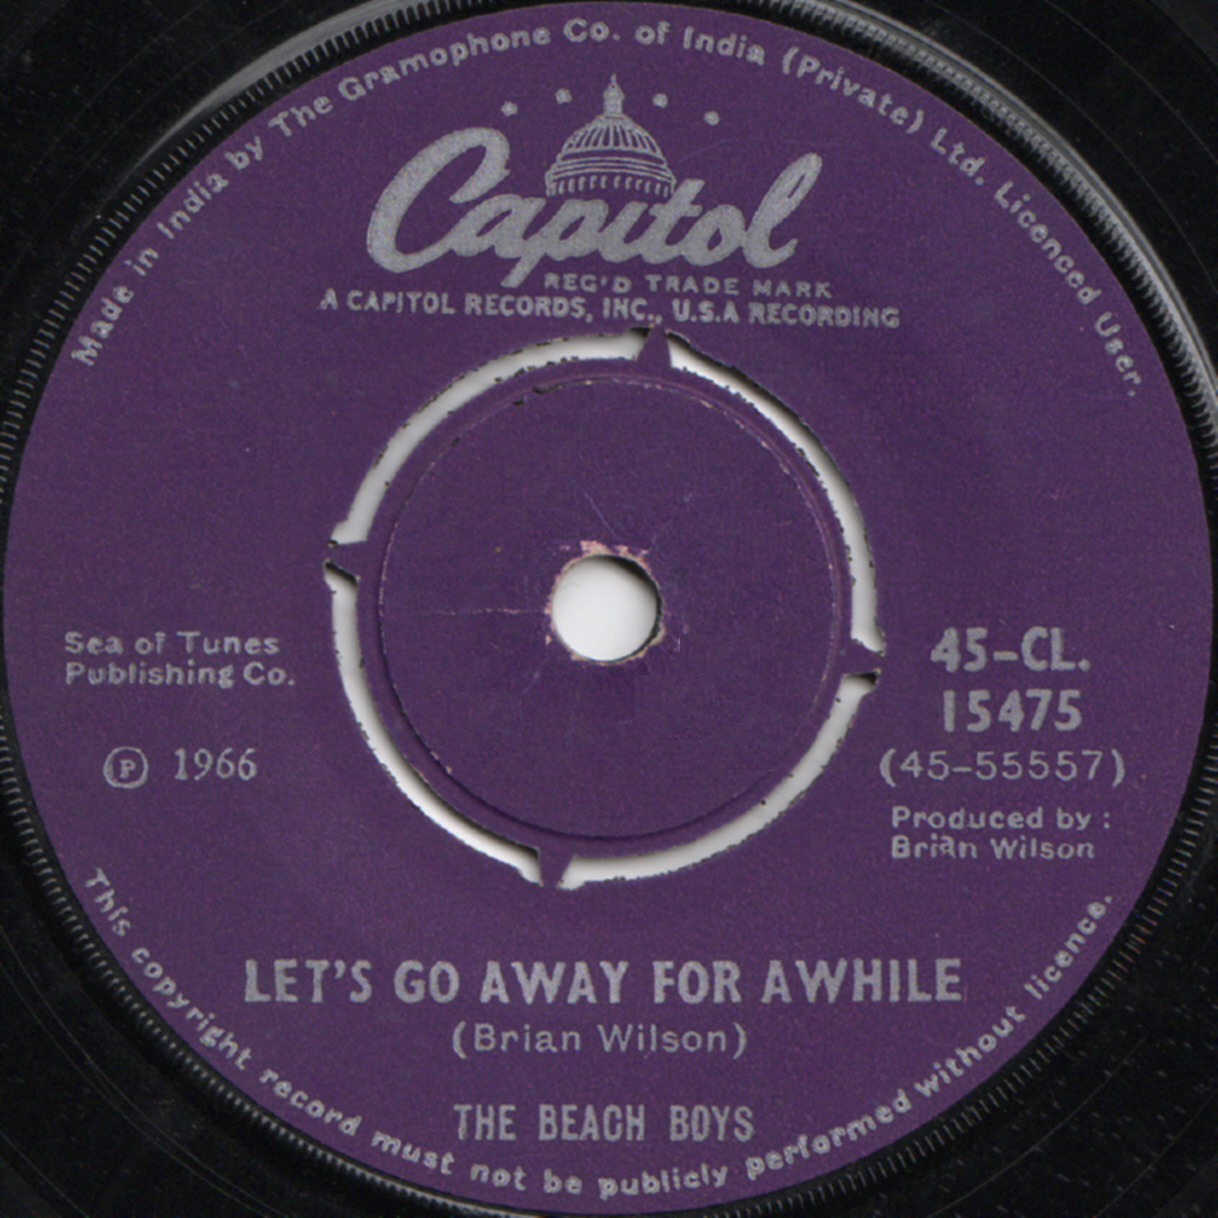 Made in India by The Gramophone Co. of India (Private) Ltd. Licenced User.
Capitol
REG'D TRADE MARK
A CAPITOL RECORDS, INC., U.S.A RECORDING
Sea of Tunes
Publishing Co.
Ⓟ 1966
45-CL.
15475
(45-55557)
Produced by :
Brian Wilson
LET'S GO AWAY FOR AWHILE
(Brian Wilson)
THE BEACH BOYS
This copyright record must not be publicly performed without licence.